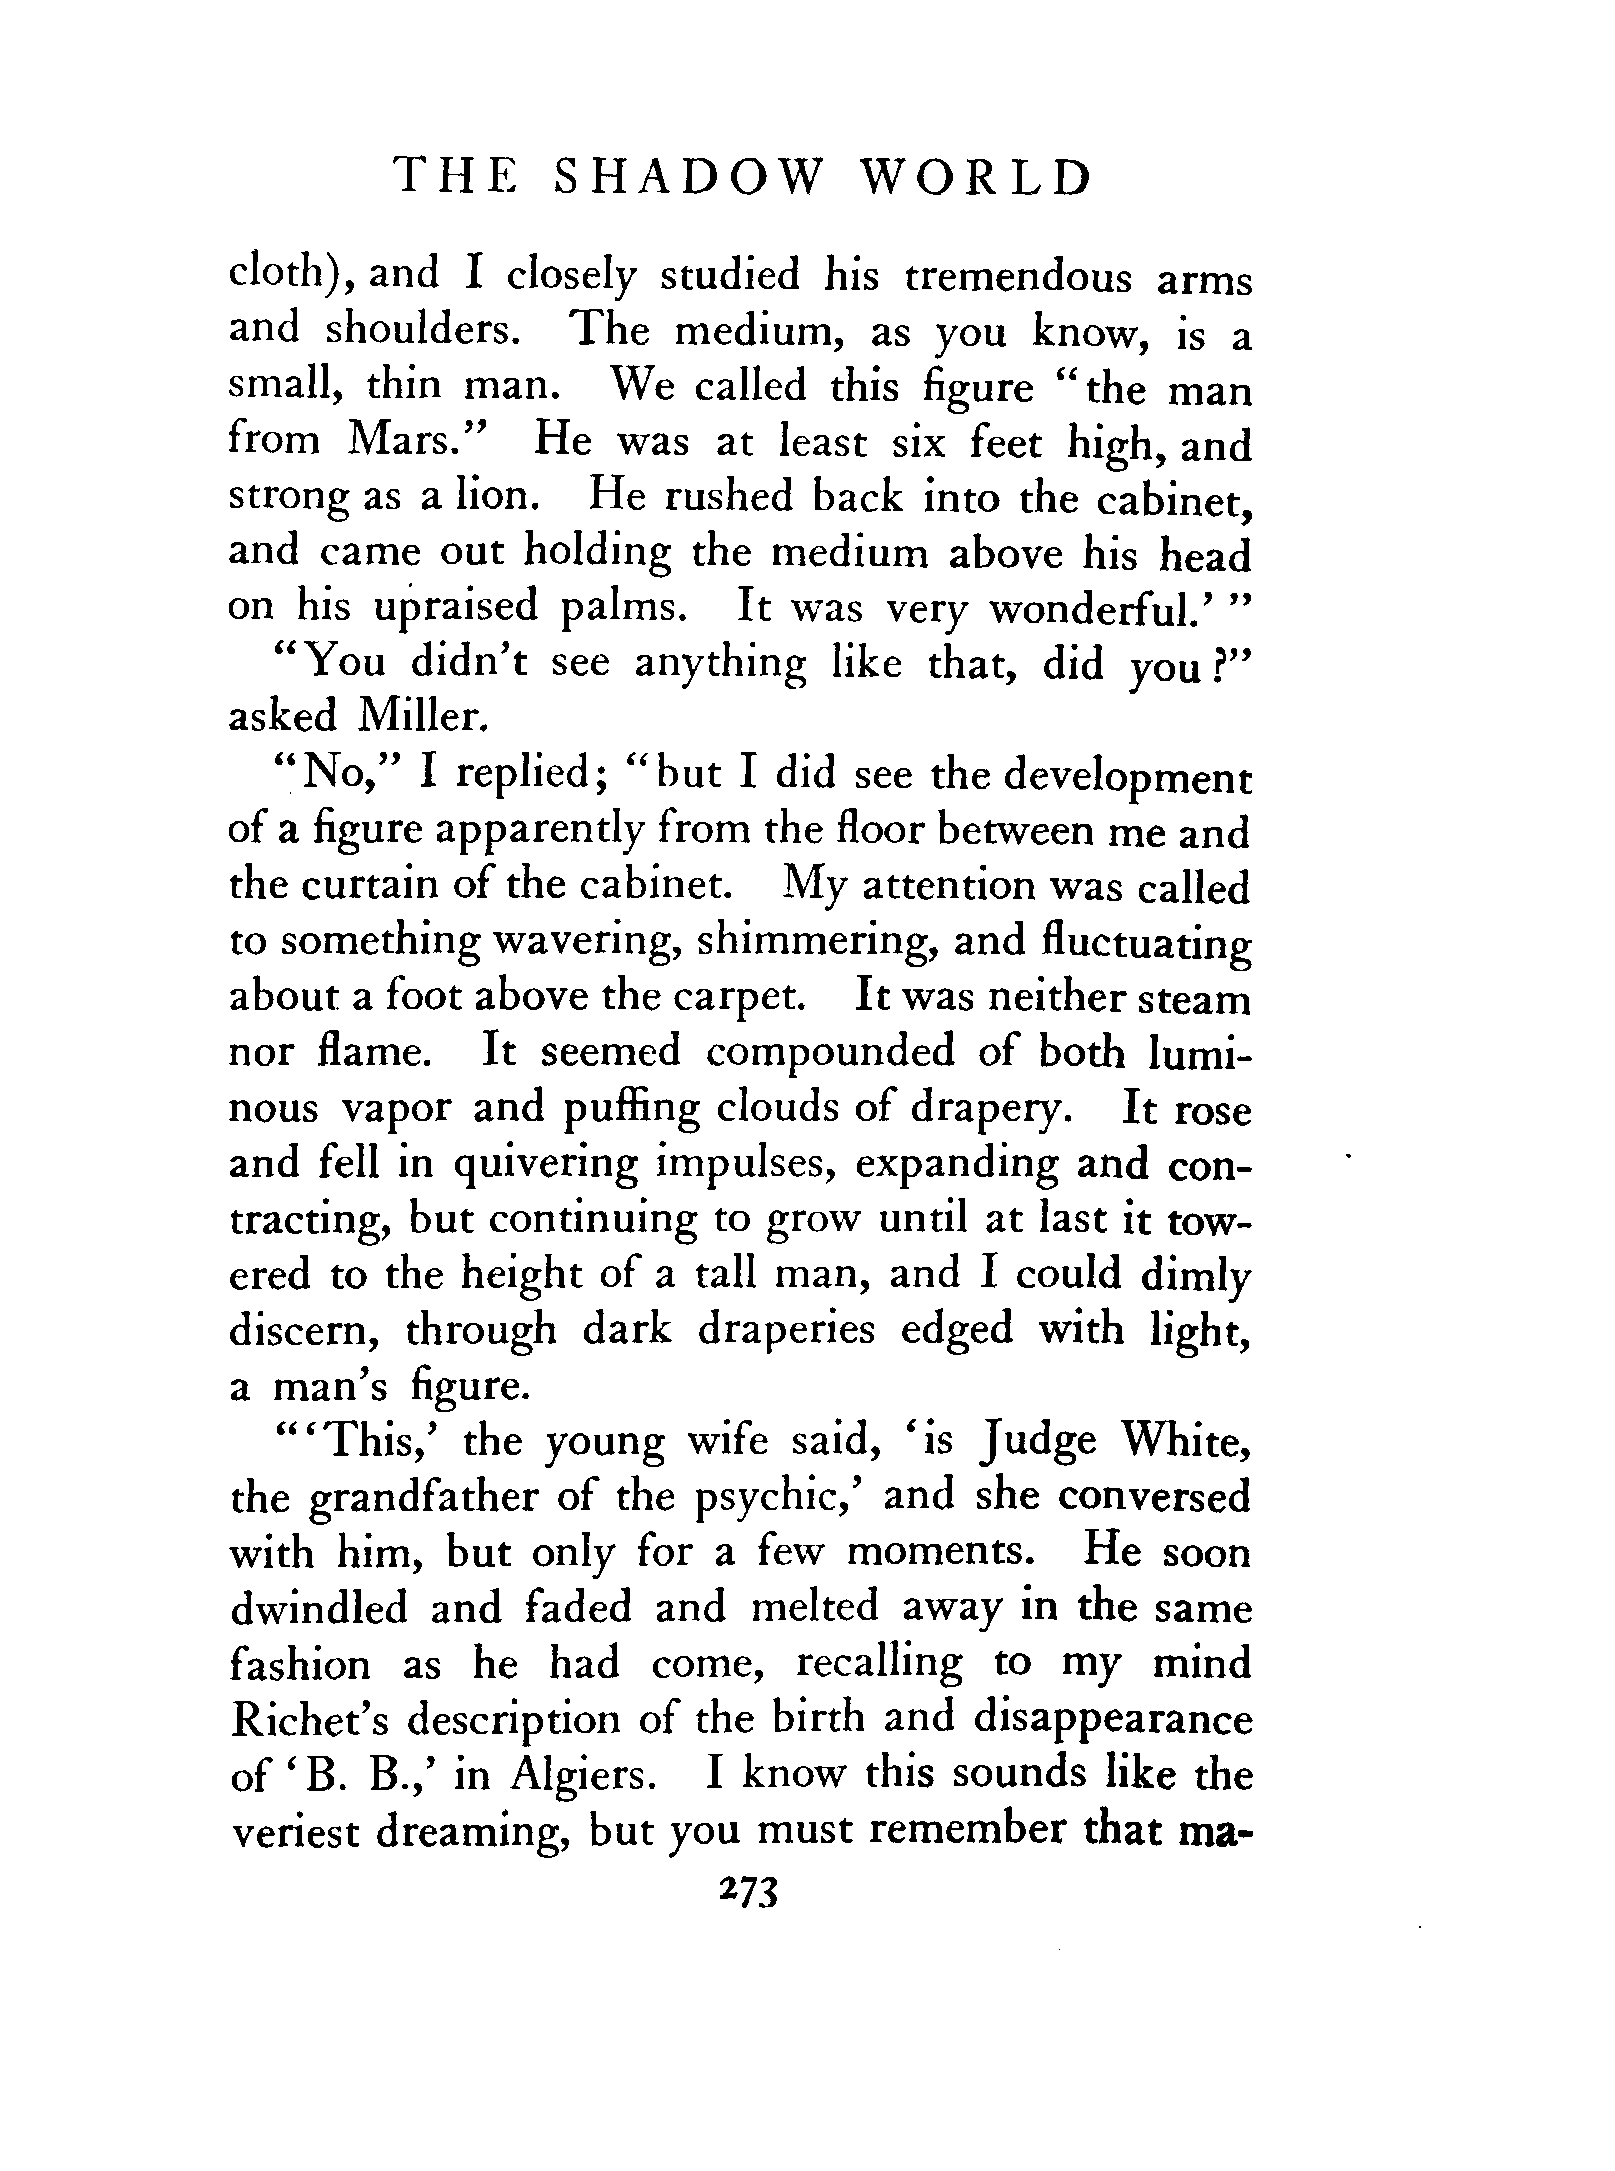 THE SHADOW WORLD
cloth), and I closely studied his tremendous arms
and shoulders. The medium, as you know, is a
small, thin man. We called this figure “the man
from Mars.” He was at least six feet high, and
strong as a lion. He rushed back into the cabinet,
and came out holding the medium above his head
on his upraised palms. It was very wonderful.’”
“You didn’t see anything like that, did you?”
asked Miller.
“No,” I replied; “but I did see the development
of a figure apparently from the floor between me and
the curtain of the cabinet. My attention was called
to something wavering, shimmering, and fluctuating
about a foot above the carpet. It was neither steam
nor flame. It seemed compounded of both lumi-
nous vapor and puffing clouds of drapery. It rose
and fell in quivering impulses, expanding and con-
tracting, but continuing to grow until at last it tow-
ered to the height of a tall man, and I could dimly
discern, through dark draperies edged with light,
a man’s figure.
“‘This,’ the young wife said, ‘is Judge White,
the grandfather of the psychic,’ and she conversed
with him, but only for a few moments. He soon
dwindled and faded and melted away in the same
fashion as he had come, recalling to my mind
Richet’s description of the birth and disappearance
of ‘B. B.,’ in Algiers. I know this sounds like the
veriest dreaming, but you must remember that ma-
273